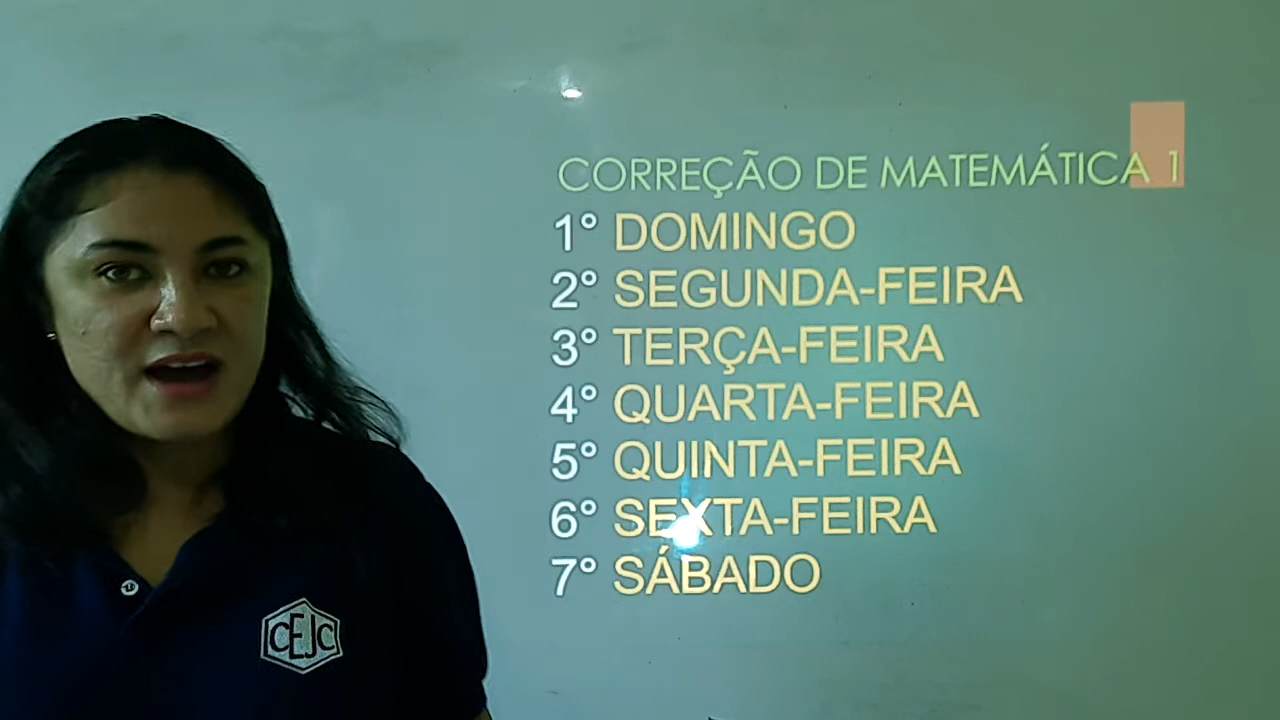 CORREÇÃO DE MATEMÁTICA 1
1° DOMINGO
2° SEGUNDA-FEIRA
3° TERÇA-FEIRA
4° QUARTA-FEIRA
5° QUINTA-FEIRA
6° SEXTA-FEIRA
7° SÁBADO
CEJC